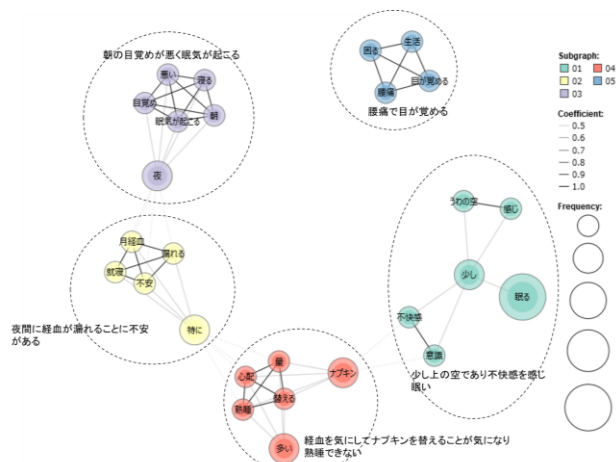 朝の目覚めが悪く眠気が起こる
悪い
寝る
目覚め
朝
眠気が起こる
夜
困る
生活
目が覚める
腰痛
腰痛で目が覚める
Subgraph:
01
04
02
05
03
Coefficient:
0.5
0.6
0.7
0.8
0.9
1.0
Frequency:
うわの空
感じ
少し
眠る
不快感
意識
少し上の空であり不快感を感じ
眠い
月経血
漏れる
就寝
不安
特に
夜間に経血が漏れることに不安
がある
量
心配
ナプキン
替える
熟睡
多い
経血を気にしてナプキンを替えることが気になり
熟睡できない